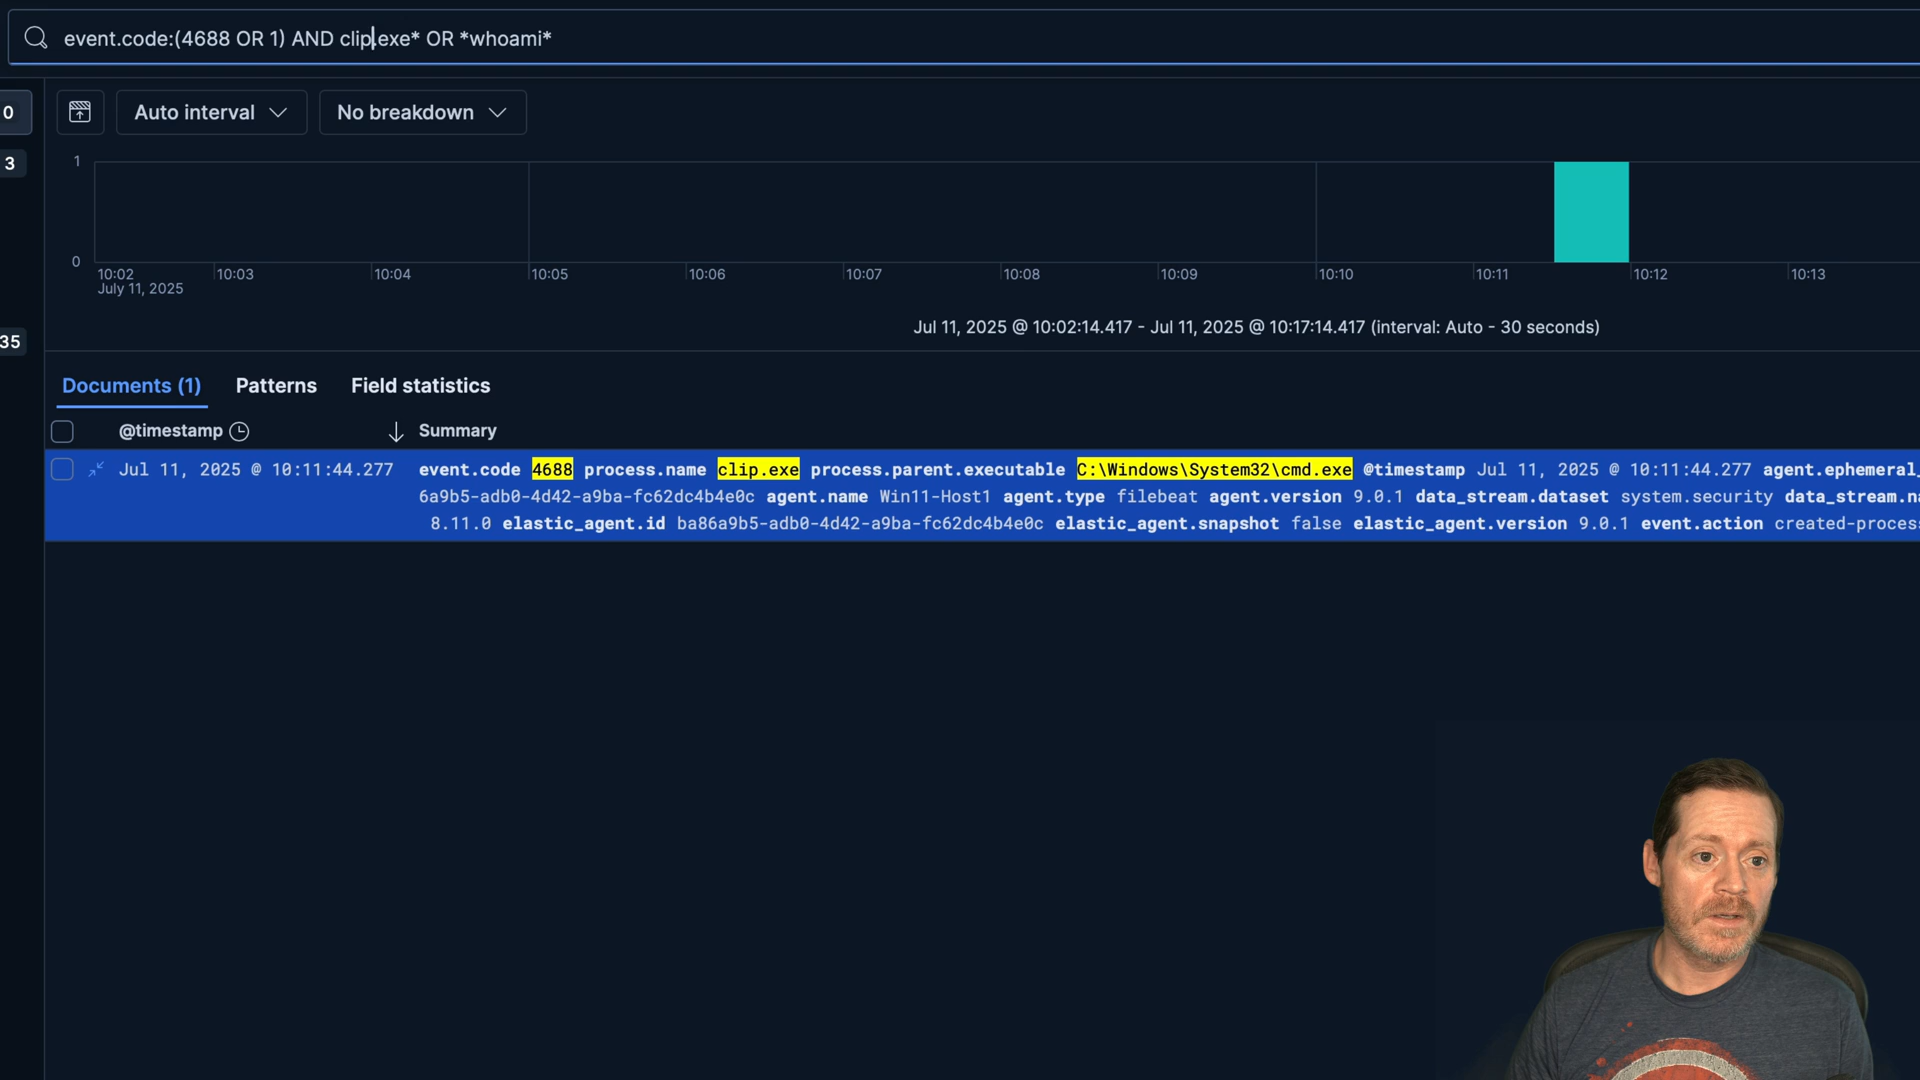 event.code:(4688 OR 1) AND clip.exe* OR *whoami*
0
Auto interval
No breakdown
3
1
0
10:02
10:03
10:04
10:05
10:06
10:07
10:08
10:09
10:10
10:11
10:12
10:13
July 11, 2025
Jul 11, 2025 @ 10:02:14.417 - Jul 11, 2025 @ 10:17:14.417 (interval: Auto - 30 seconds)
35
Documents (1)
Patterns
Field statistics
@timestamp
Summary
Jul 11, 2025 @ 10:11:44.277 event.code 4688 process.name clip.exe process.parent.executable C:\Windows\System32\cmd.exe @timestamp Jul 11, 2025 @ 10:11:44.277 agent.ephemeral_
6a9b5-adb0-4d42-a9ba-fc62dc4b4e0c agent.name Win11-Host1 agent.type filebeat agent.version 9.0.1 data_stream.dataset system.security data_stream.na
8.11.0 elastic_agent.id ba86a9b5-adb0-4d42-a9ba-fc62dc4b4e0c elastic_agent.snapshot false elastic_agent.version 9.0.1 event.action created-proces